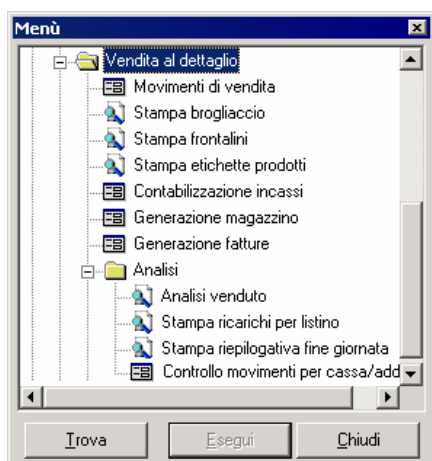 Menù
Vendita al dettaglio
Movimenti di vendita
Stampa brogliaccio
Stampa frontalini
Stampa etichette prodotti
Contabilizzazione incassi
Generazione magazzino
Generazione fatture
Analisi
Analisi venduto
Stampa ricarichi per listino
Stampa riepilogativa fine giornata
Controllo movimenti per cassa/add
Trova Esegui Chiudi